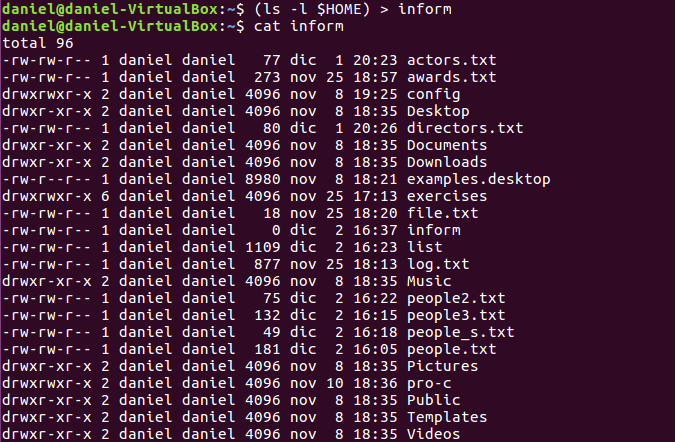 daniel@daniel-VirtualBox:~$ (ls -l $HOME) > inform
daniel@daniel-VirtualBox:~$ cat inform
total 96
-rw-rw-r-- 1 daniel daniel   77 dic  1 20:23 actors.txt
-rw-rw-r-- 1 daniel daniel  273 nov 25 18:57 awards.txt
drwxrwxr-x 2 daniel daniel 4096 nov  8 19:25 config
drwxr-xr-x 2 daniel daniel 4096 nov  8 18:35 Desktop
-rw-rw-r-- 1 daniel daniel   80 dic  1 20:26 directors.txt
drwxr-xr-x 2 daniel daniel 4096 nov  8 18:35 Documents
drwxr-xr-x 2 daniel daniel 4096 nov  8 18:35 Downloads
-rw-r--r-- 1 daniel daniel 8980 nov  8 18:21 examples.desktop
drwxrwxr-x 6 daniel daniel 4096 nov 25 17:13 exercises
-rw-rw-r-- 1 daniel daniel   18 nov 25 18:20 file.txt
-rw-rw-r-- 1 daniel daniel    0 dic  2 16:37 inform
-rw-rw-r-- 1 daniel daniel 1109 dic  2 16:23 list
-rw-rw-r-- 1 daniel daniel  877 nov 25 18:13 log.txt
drwxr-xr-x 2 daniel daniel 4096 nov  8 18:35 Music
-rw-rw-r-- 1 daniel daniel   75 dic  2 16:22 people2.txt
-rw-rw-r-- 1 daniel daniel  132 dic  2 16:15 people3.txt
-rw-rw-r-- 1 daniel daniel   49 dic  2 16:18 people_s.txt
-rw-rw-r-- 1 daniel daniel  181 dic  2 16:05 people.txt
drwxr-xr-x 2 daniel daniel 4096 nov  8 18:35 Pictures
drwxrwxr-x 2 daniel daniel 4096 nov 10 18:36 pro-c
drwxr-xr-x 2 daniel daniel 4096 nov  8 18:35 Public
drwxr-xr-x 2 daniel daniel 4096 nov  8 18:35 Templates
drwxr-xr-x 2 daniel daniel 4096 nov  8 18:35 Videos